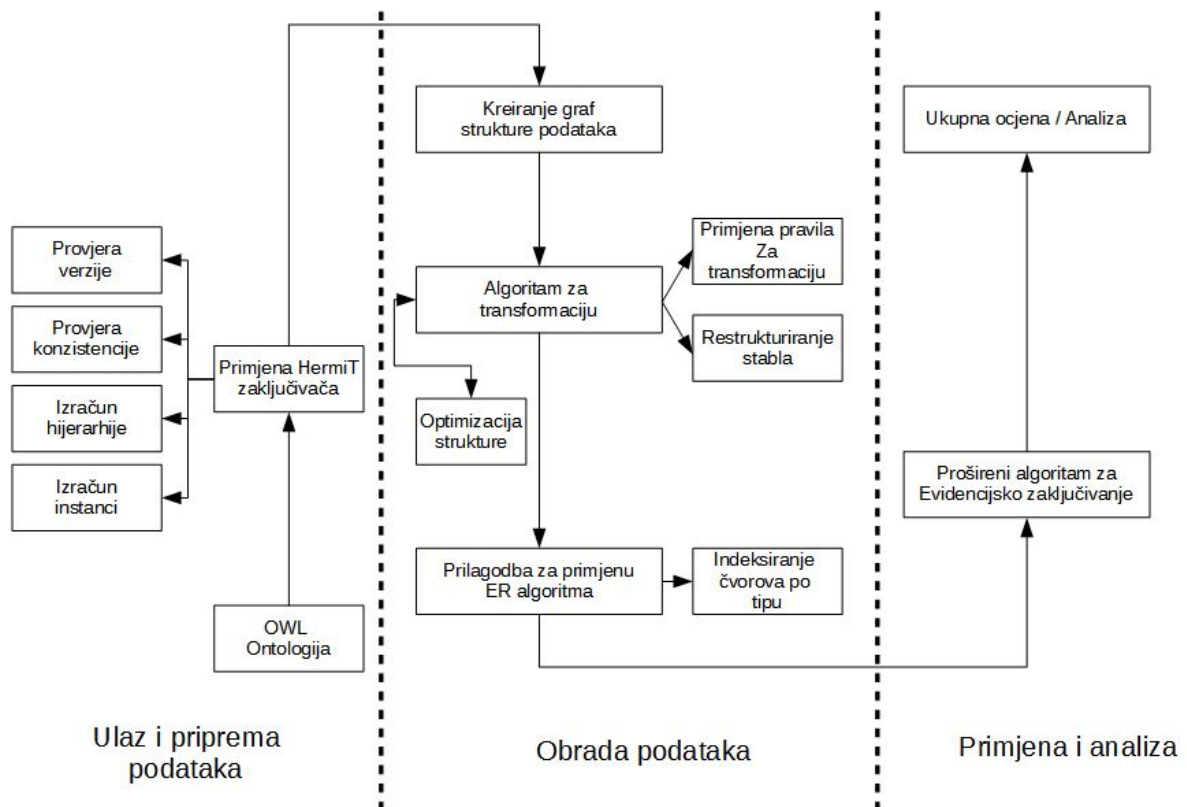 Provjera
verzije
Provjera
konzistencije
Izračun
hijerarhije
Izračun
instanci
Primjena HermiT
zaključivača
OWL
Ontologija
Ulaz i priprema
podataka
Kreiranje graf
strukture podataka
Algoritam za
transformaciju
Primjena pravila
Za
transformaciju
Restrukturiranje
stabla
Optimizacija
strukture
Prilagodba za primjenu
ER algoritma
Indeksiranje
čvorova po
tipu
Obrada podataka
Ukupna ocjena / Analiza
Prošireni algoritam za
Evidencijsko zaključivanje
Primjena i analiza